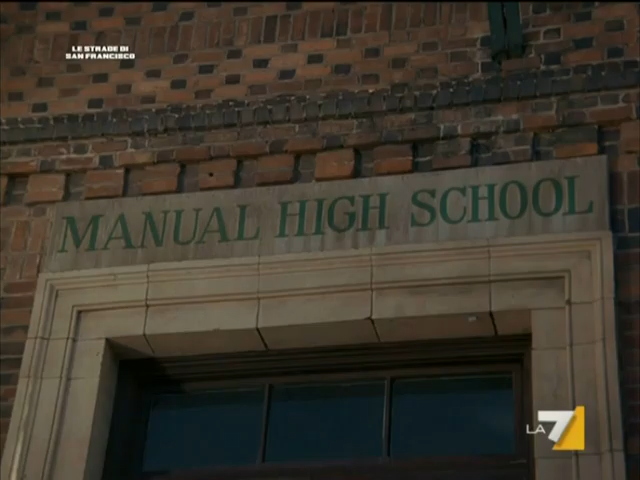 LE STRADE DI
SAN FRANCISCO
MANUAL HIGH SCHOOL
LA7